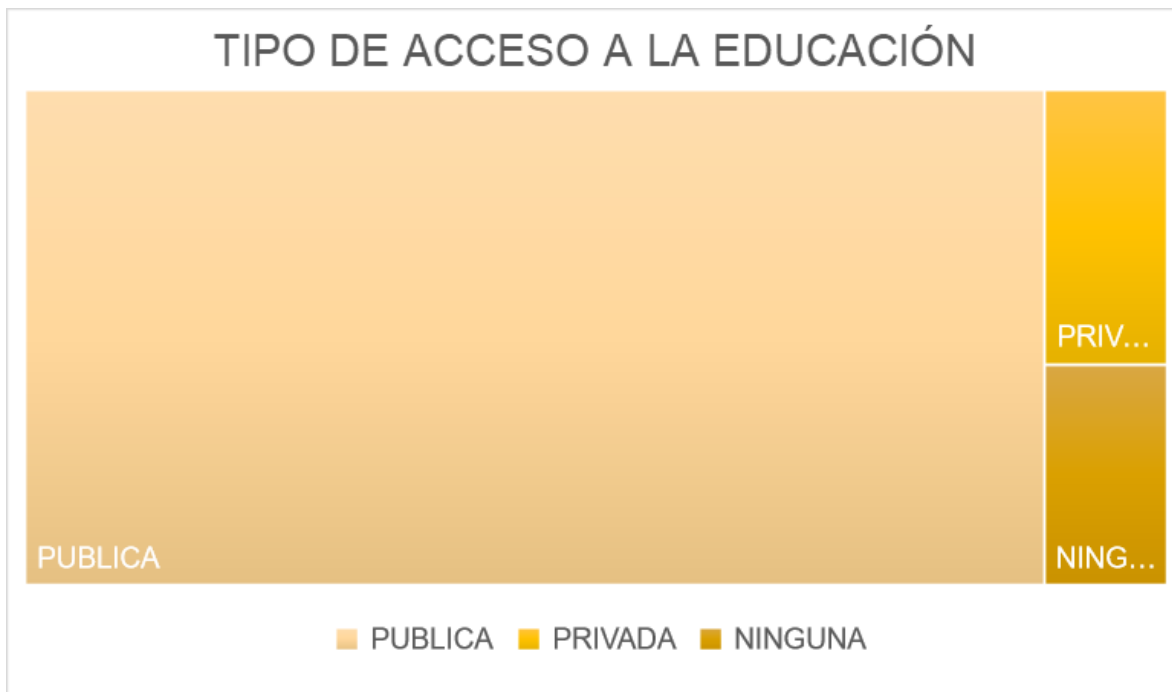 TIPO DE ACCESO A LA EDUCACIÓN
PRIV...
PUBLICA
NING...
PUBLICA PRIVADA NINGUNA